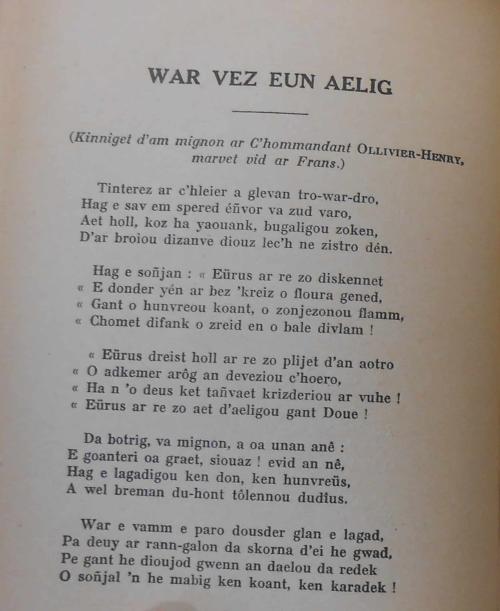 WAR VEZ EUN AELIG
(Kinniget d'am mignon ar C'hommandant OLLIVIER-HENRY,
marvet vid ar Frans.)
Tinterez ar c'hleier a glevan tro-war-dro,
Hag e sav em spered éñvor va zud varo,
Aet holl, koz ha yaouank, bugaligou zoken,
D'ar broiou dizanve diouz lec'h ne zistro dén.
Hag e soñjan : « Eürus ar re zo diskennet
« E donder yén ar bez 'kreiz o floura gened,
« Gant o hunvreou koant, o zonjezonou flamm,
« Chomet difank o zreid en o bale divlam !
« Eürus dreist holl ar re zo plijet d'an aotro
« O adkemer arôg an deveziou c'hoero,
« Ha n 'o deus ket tañvaet krizderiou ar vuhe !
« Eürus ar re zo aet d'aeligou gant Doue !
Da botrig, va mignon, a oa unan anê :
E goanteri oa graet, siouaz ! evid an nê,
Hag e lagadigou ken don, ken hunvreüs,
A wel breman du-hont tôlennou dudius.
War e vamm e paro dousder glan e lagad,
Pa deuy ar rann-galon da skorna d'ei he gwad,
Pe gant he dioujod gwenn an daelou da redek
O soñjal 'n he mabig ken koant, ken karadek !